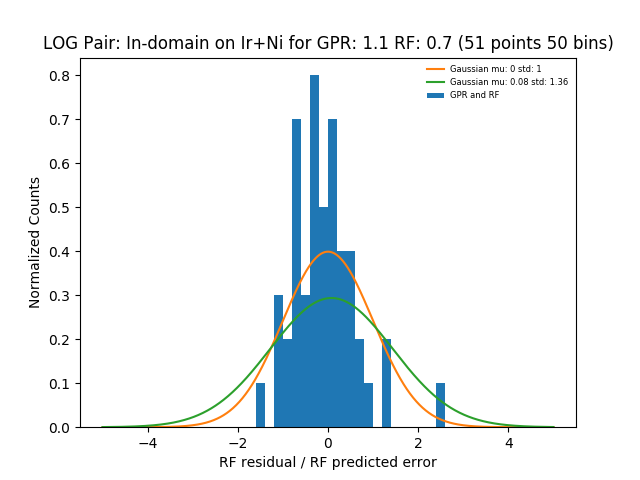 LOG Pair: In-domain on Ir+Ni for GPR: 1.1 RF: 0.7 (51 points 50 bins)
Gaussian mu: 0 std: 1
Gaussian mu: 0.08 std: 1.36
GPR and RF
Normalized Counts
0.8
0.7
0.6
0.5
0.4
0.3
0.2
0.1
0.0
−4 −2 0 2 4
RF residual / RF predicted error